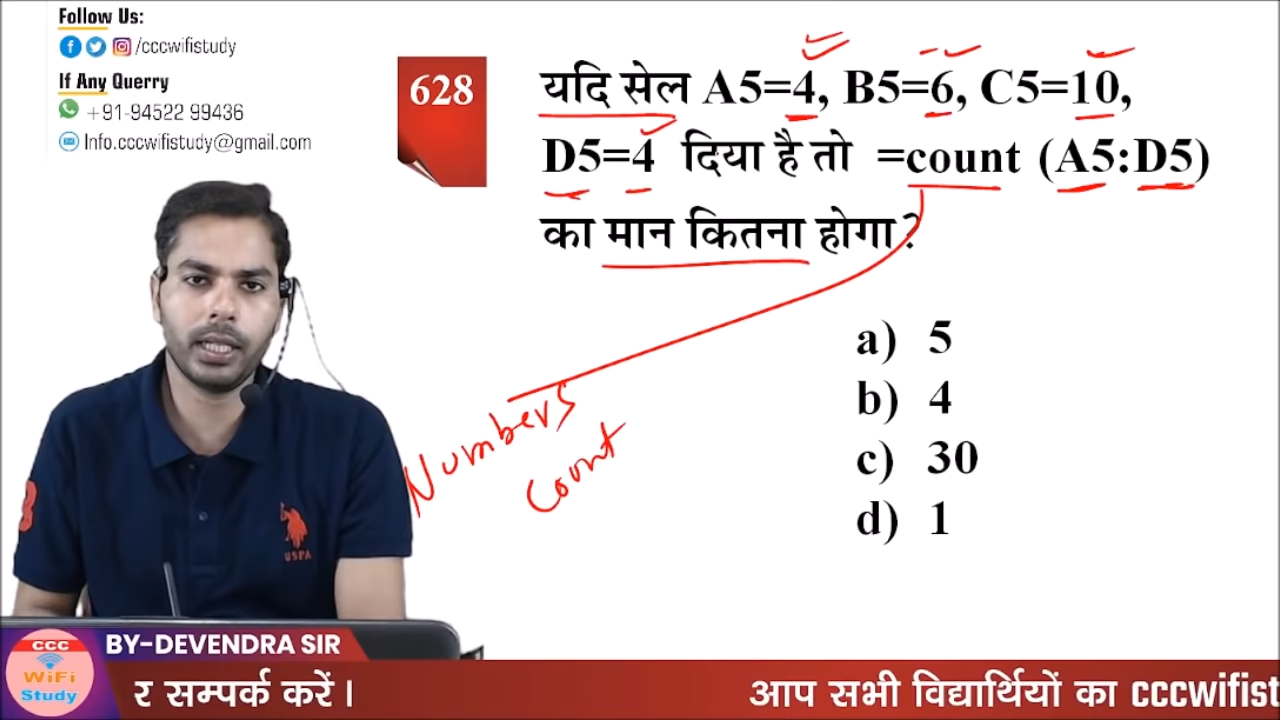 Follow Us:
/cccwifistudy
If Any Querry
+91-94522 99436
Info.cccwifistudy@gmail.com
628
यदि सेल A5=4, B5=6, C5=10,
D5=4 दिया है तो =count (A5:D5)
का मान कितना होगा?
a) 5
b) 4
c) 30
d) 1
Numbers
Count
USPA
3
CCC
WiFi
Study
BY-DEVENDRA SIR
र सम्पर्क करें। आप सभी विद्यार्थियों का cccwifist